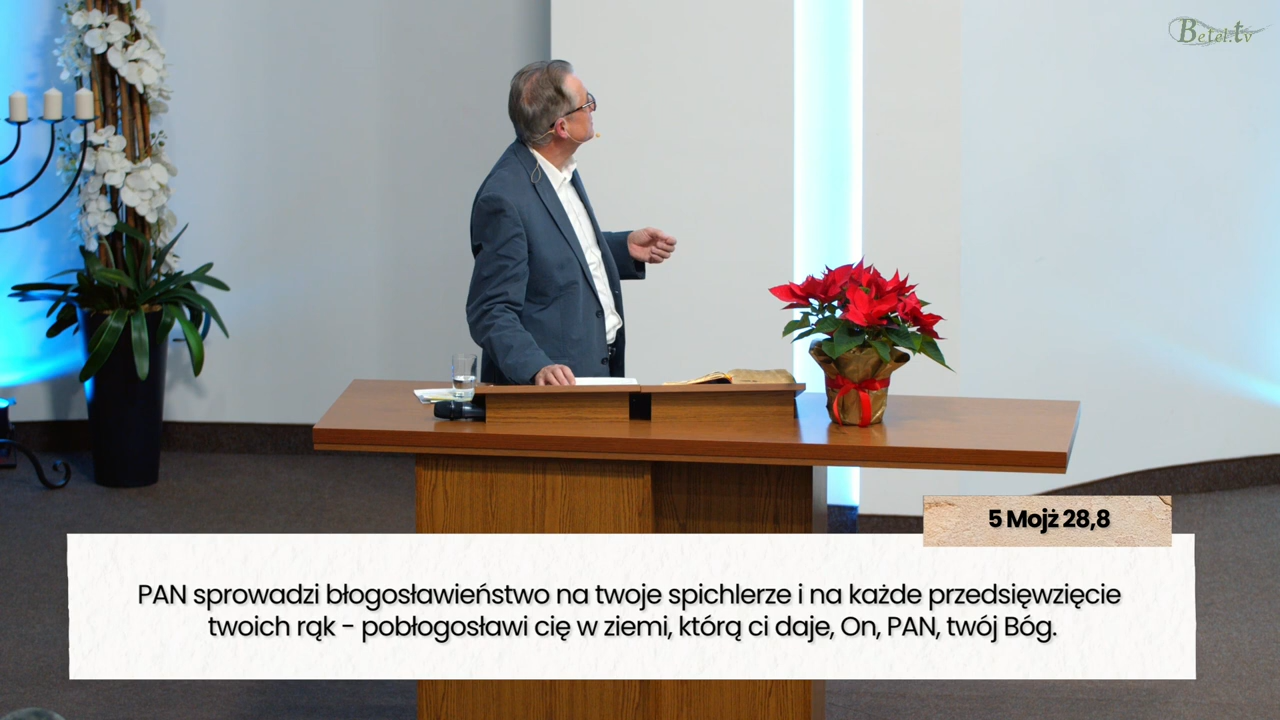 Betel.tv
5 Mojż 28,8
PAN sprowadzi błogosławieństwo na twoje spichlerze i na każde przedsięwzięcie
twoich rąk - pobłogosławi cię w ziemi, którą ci daje, On, PAN, twój Bóg.